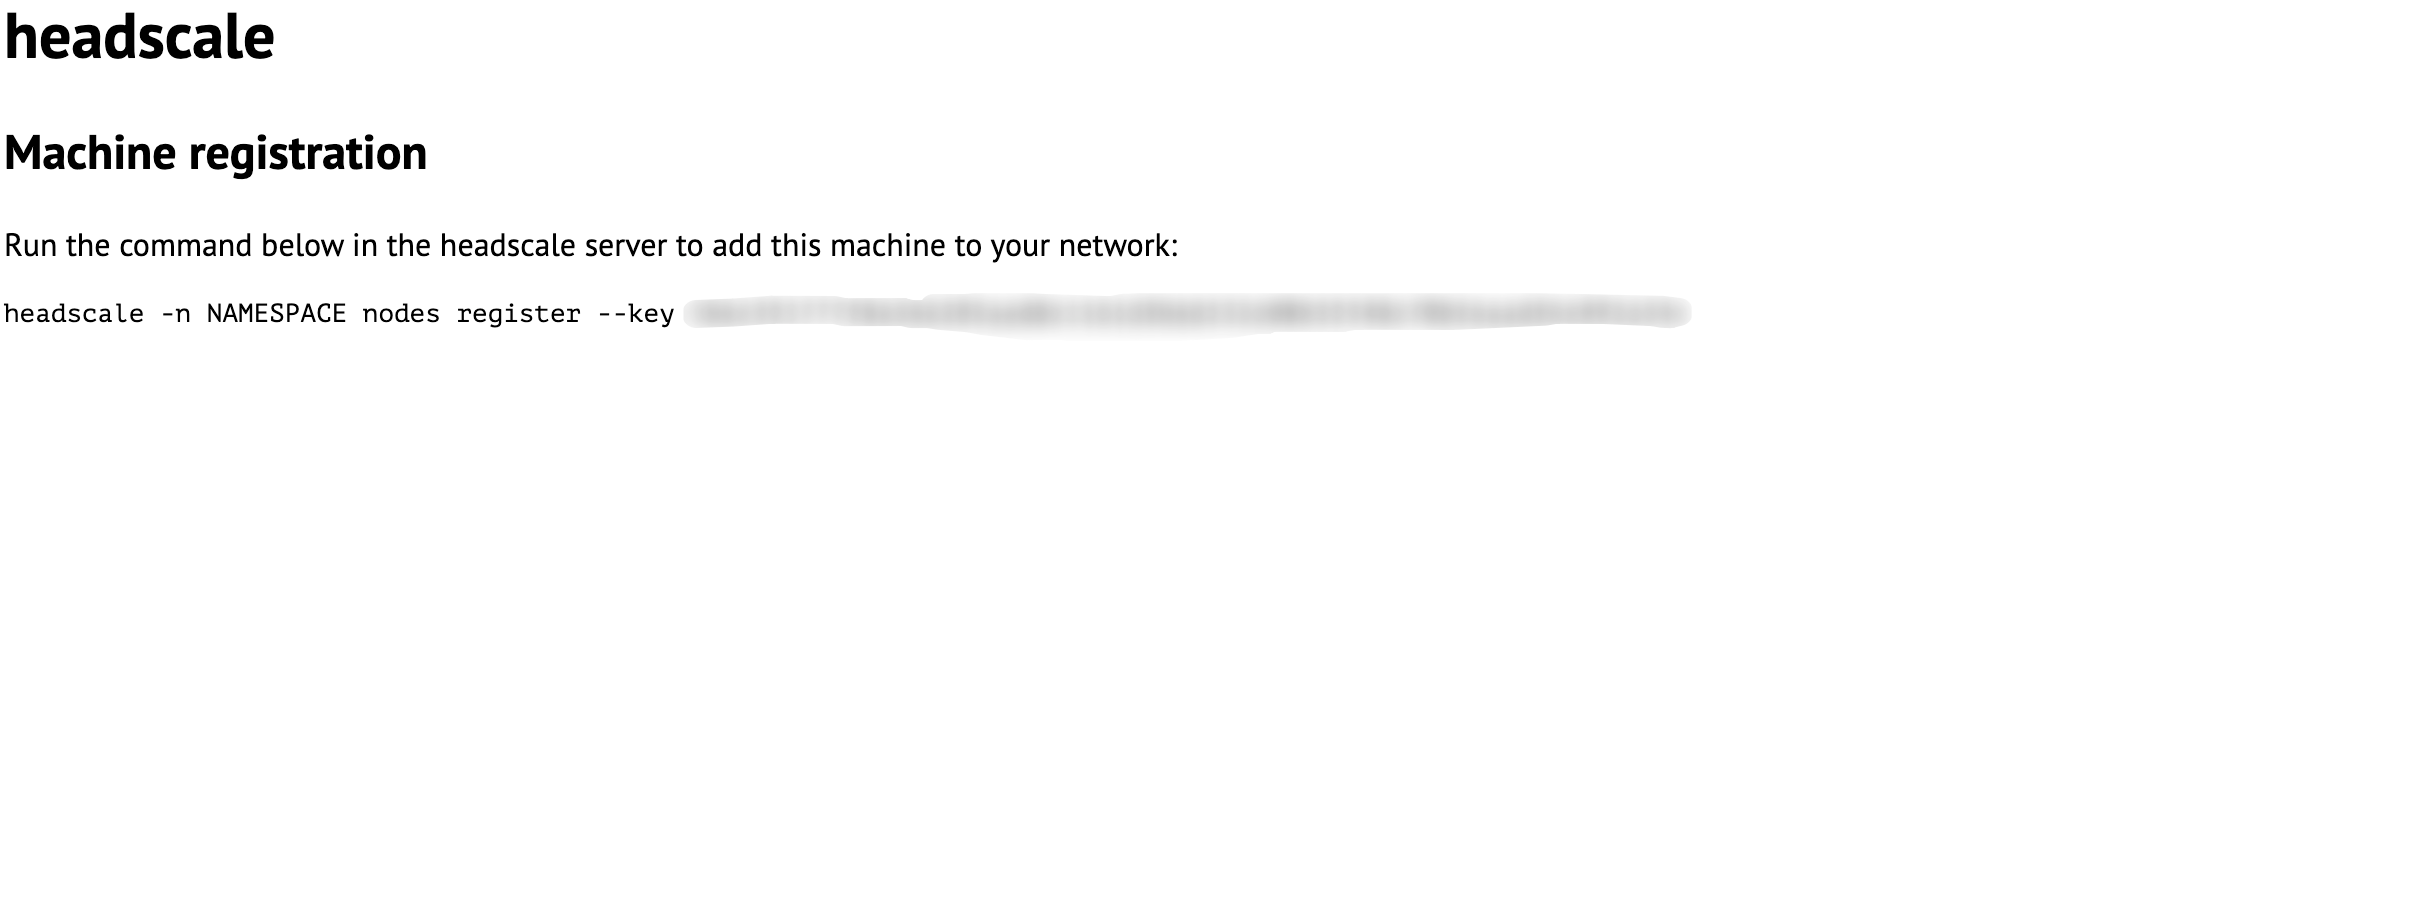 headscale
Machine registration
Run the command below in the headscale server to add this machine to your network:
headscale -n NAMESPACE nodes register --key